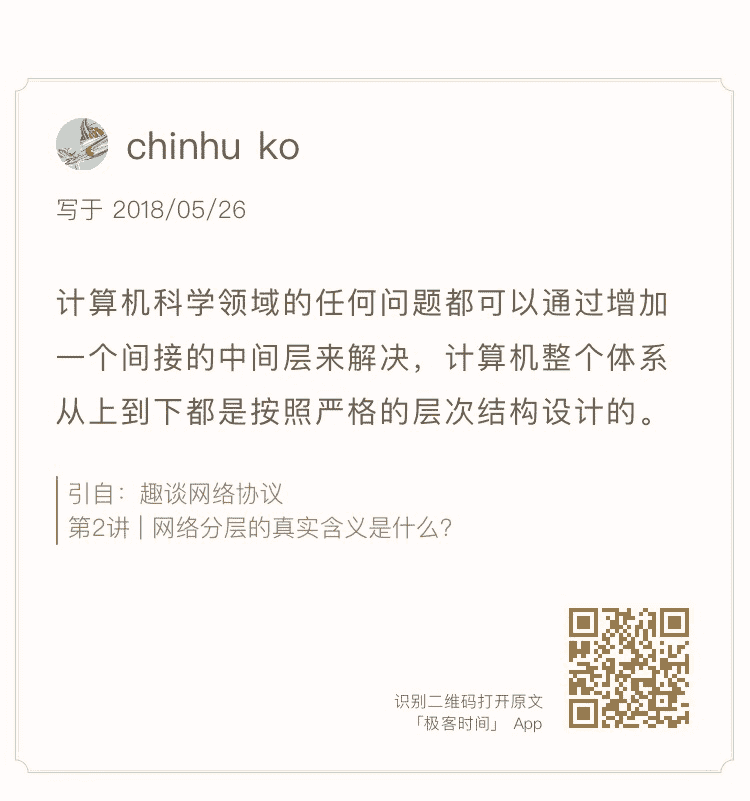 chinhu ko
写于 2018/05/26
计算机科学领域的任何问题都可以通过增加
一个间接的中间层来解决，计算机整个体系
从上到下都是按照严格的层次结构设计的。
引自：趣谈网络协议
第2讲 | 网络分层的真实含义是什么？
识别二维码打开原文
「极客时间」 App